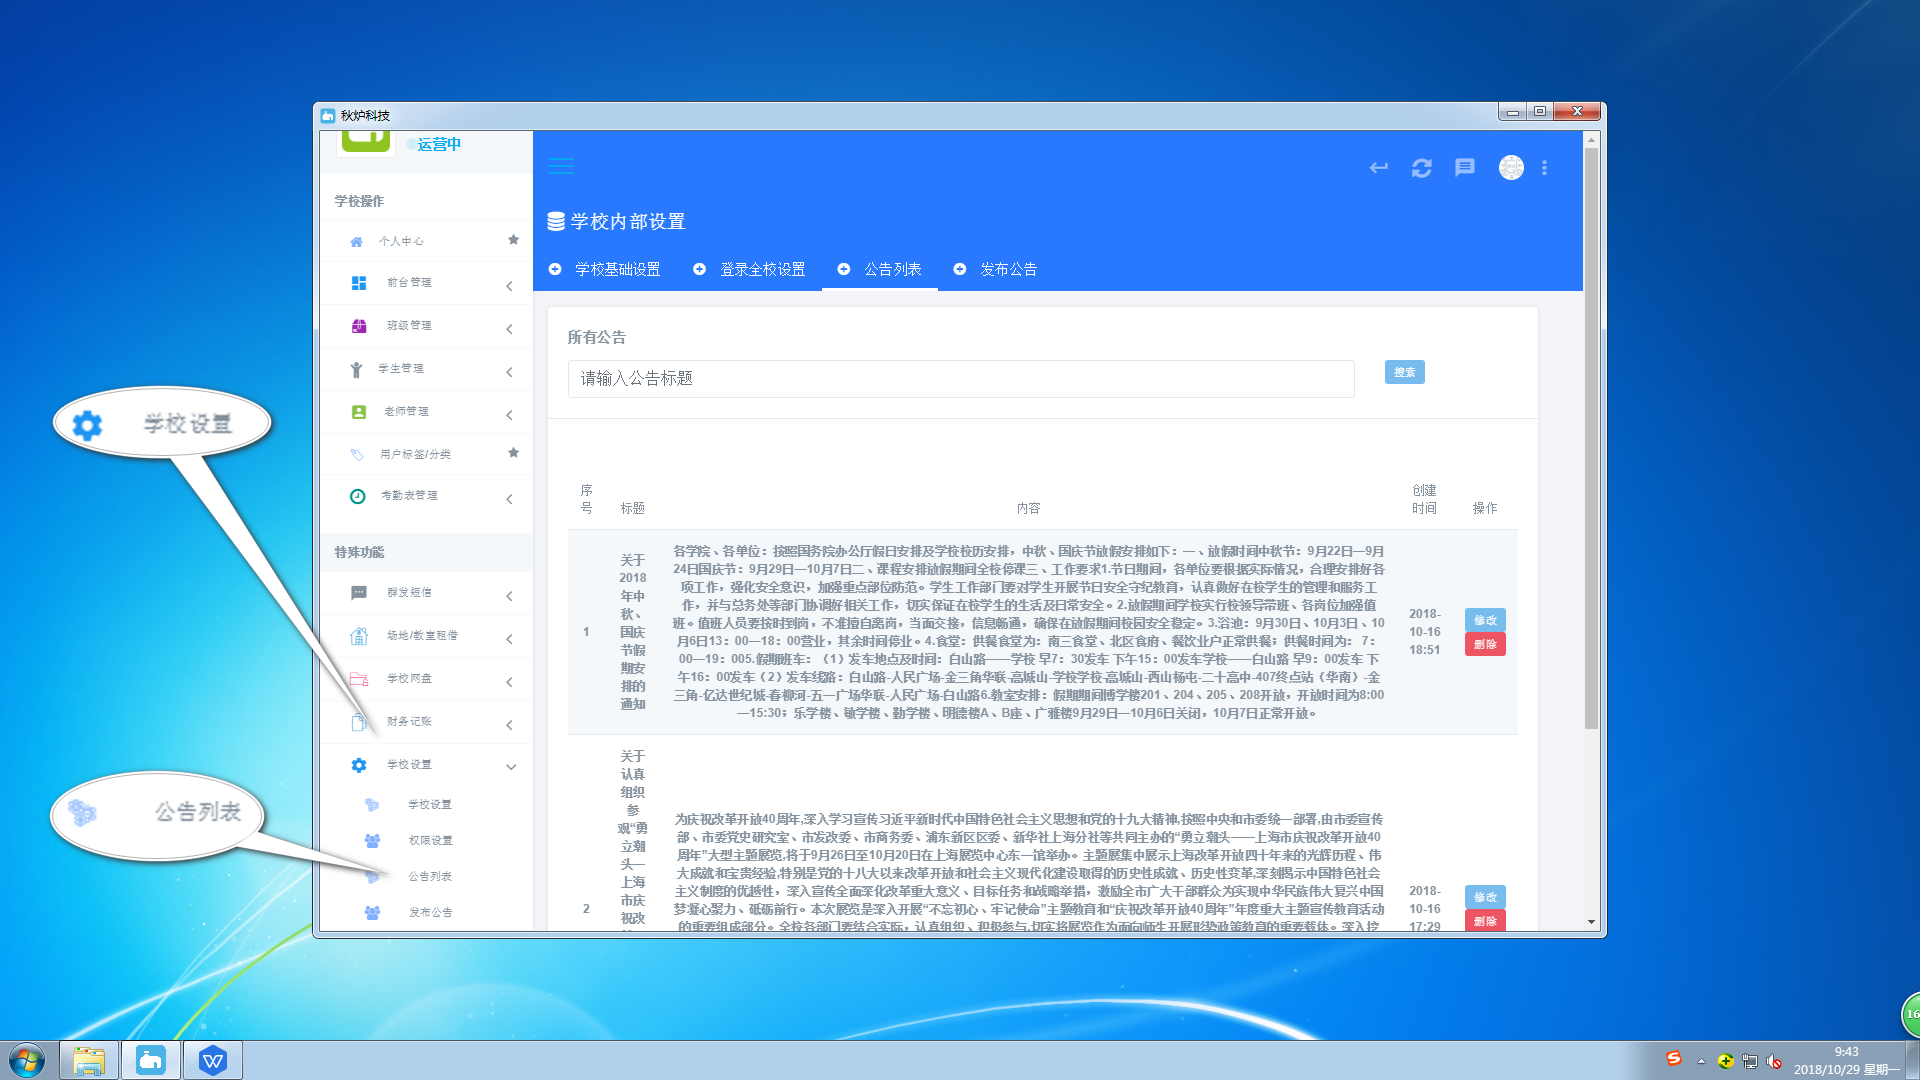 秋炉科技
运营中
学校操作
个人中心
前台管理
班级管理
学生管理
老师管理
用户标签/分类
考勤表管理
特殊功能
群发短信
场地/教室租借
学校网盘
财务记账
学校设置
学校设置
权限设置
公告列表
发布公告
学校设置
公告列表
学校内部设置
学校基础设置
登录全校设置
公告列表
发布公告
所有公告
请输入公告标题
搜索
序号 标题 内容 创建时间 操作
1
关于
2018
年中
秋、
国庆
节假
期安
排的
通知
各学院、各单位：按照国务院办公厅假日安排及学校校历安排，中秋、国庆节放假安排如下：一、放假时间中秋节：9月22日—9月
24日国庆节：9月29日—10月7日二、课程安排放假期间全校停课三、工作要求1.节日期间，各单位要根据实际情况，合理安排好各
项工作，强化安全意识，加强重点部位防范。学生工作部门要对学生开展节日安全守纪教育，认真做好在校学生的管理和服务工
作，并与总务处等部门协调好相关工作，切实保证在校学生的生活及日常安全。2.放假期间学校实行校领导带班、各岗位加强值
班。值班人员要按时到岗，不准擅自离岗，当面交接，信息畅通，确保在放假期间校园安全稳定。3.浴池：9月30日、10月3日、10
月6日13：00—18：00营业，其余时间停业。4.食堂：供餐食堂为：南三食堂、北区食府、餐饮业户正常供餐；供餐时间为：7：
00—19：005.假期班车：（1）发车地点及时间：白山路——学校 早7：30发车 下午15：00发车学校——白山路 早9：00发车 下
午16：00发车（2）发车线路：白山路-人民广场-金三角华联-高城山-学校学校-高城山-西山杨屯-二十高中-407终点站（华南）-金
三角-亿达世纪城-春柳河-五一广场华联-人民广场-白山路6.教室安排：假期期间博学楼201、204、205、208开放，开放时间为8:00
—15:30；乐学楼、敏学楼、勤学楼、明德楼A、B座、广雅楼9月29日—10月6日关闭，10月7日正常开放。
2018-
10-16
18:51
修改
删除
2
关于
认真
组织
参
观“勇
立潮
头—
上海
市庆
祝改
为庆祝改革开放40周年,深入学习宣传习近平新时代中国特色社会主义思想和党的十九大精神,按照中央和市委统一部署,由市委宣传
部、市委党史研究室、市发改委、市商务委、浦东新区区委、新华社上海分社等共同主办的“勇立潮头——上海市庆祝改革开放40
周年”大型主题展览,将于9月26日至10月20日在上海展览中心东一馆举办。主题展集中展示上海改革开放四十年来的光辉历程、伟
大成就和宝贵经验,特别是党的十八大以来改革开放和社会主义现代化建设取得的历史性成就、历史性变革,深刻揭示中国特色社会
主义制度的优越性，深入宣传全面深化改革重大意义、目标任务和战略举措，激励全市广大干部群众为实现中华民族伟大复兴中国
梦凝心聚力、砥砺前行。本次展览是深入开展“不忘初心、牢记使命”主题教育和“庆祝改革开放40周年”年度重大主题宣传教育活动
的重要组成部分。全校各部门要结合实际，认真组织、积极参与,切实将展览作为面向师生开展形势政策教育的重要载体。深入挖
2018-
10-16
17:29
修改
删除
16
9:43
2018/10/29 星期一